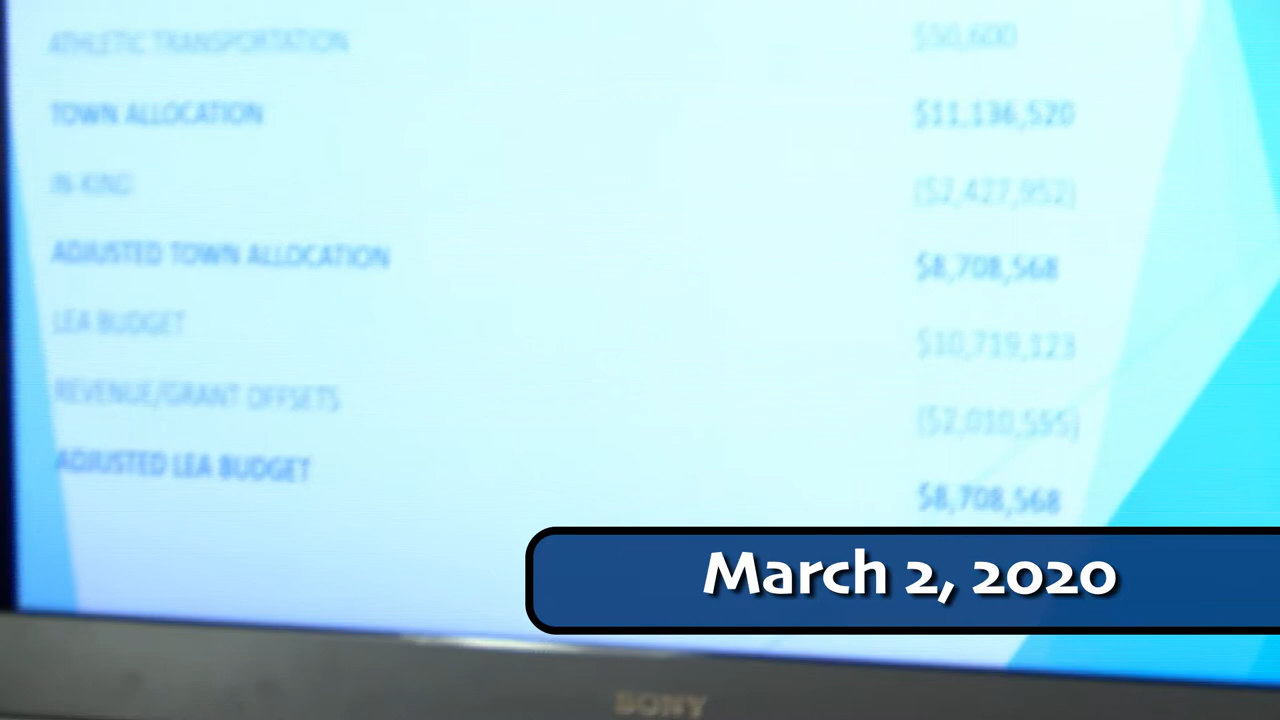 ATHLETIC TRANSPORTATION $50,600
TOWN ALLOCATION $11,136,520
IN-KIND ($2,427,952)
ADJUSTED TOWN ALLOCATION $8,708,568
LEA BUDGET $10,719,123
REVENUE/GRANT OFFSETS ($2,010,555)
ADJUSTED LEA BUDGET $8,708,568
March 2, 2020
SONY